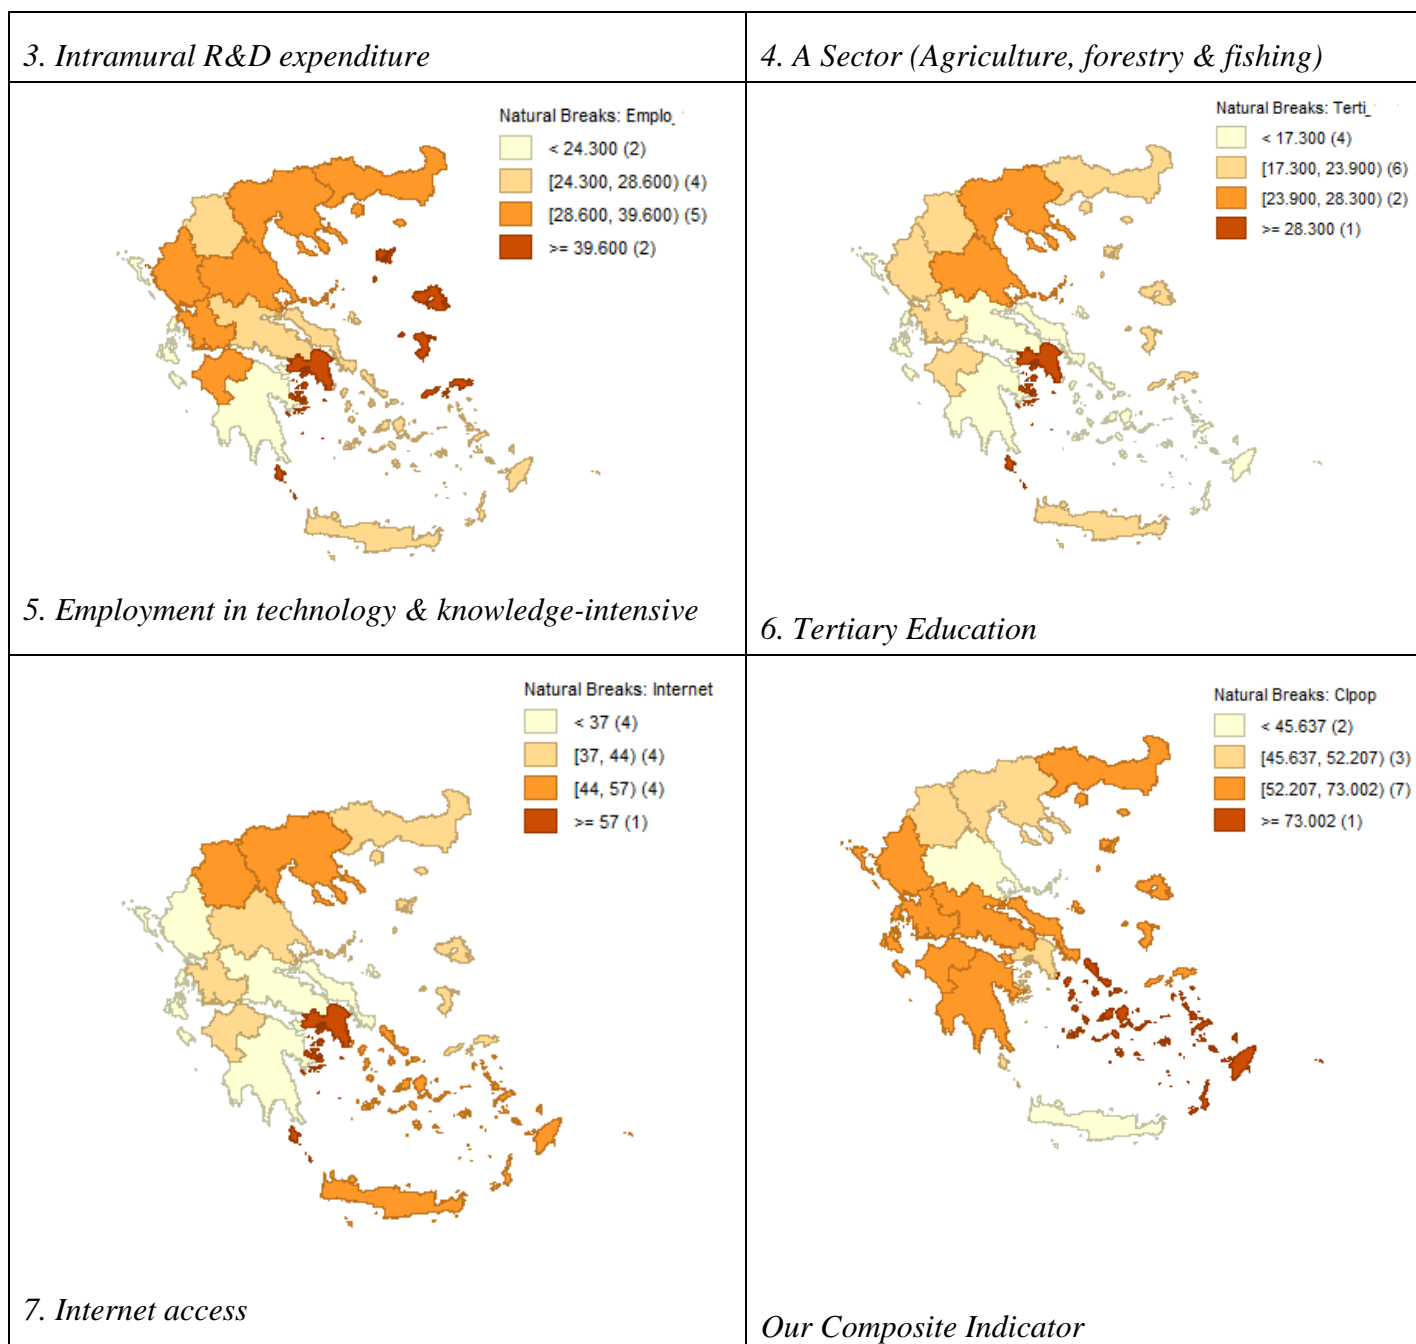 3. Intramural R&D expenditure
4. A Sector (Agriculture, forestry & fishing)
Natural Breaks: Emplo_
< 24.300 (2)
[24.300, 28.600) (4)
[28.600, 39.600) (5)
>= 39.600 (2)
5. Employment in technology & knowledge-intensive
Natural Breaks: Terti_
< 17.300 (4)
[17.300, 23.900) (6)
[23.900, 28.300) (2)
>= 28.300 (1)
6. Tertiary Education
Natural Breaks: Internet
< 37 (4)
[37, 44) (4)
[44, 57) (4)
>= 57 (1)
7. Internet access
Natural Breaks: CIpop
< 45.637 (2)
[45.637, 52.207) (3)
[52.207, 73.002) (7)
>= 73.002 (1)
Our Composite Indicator